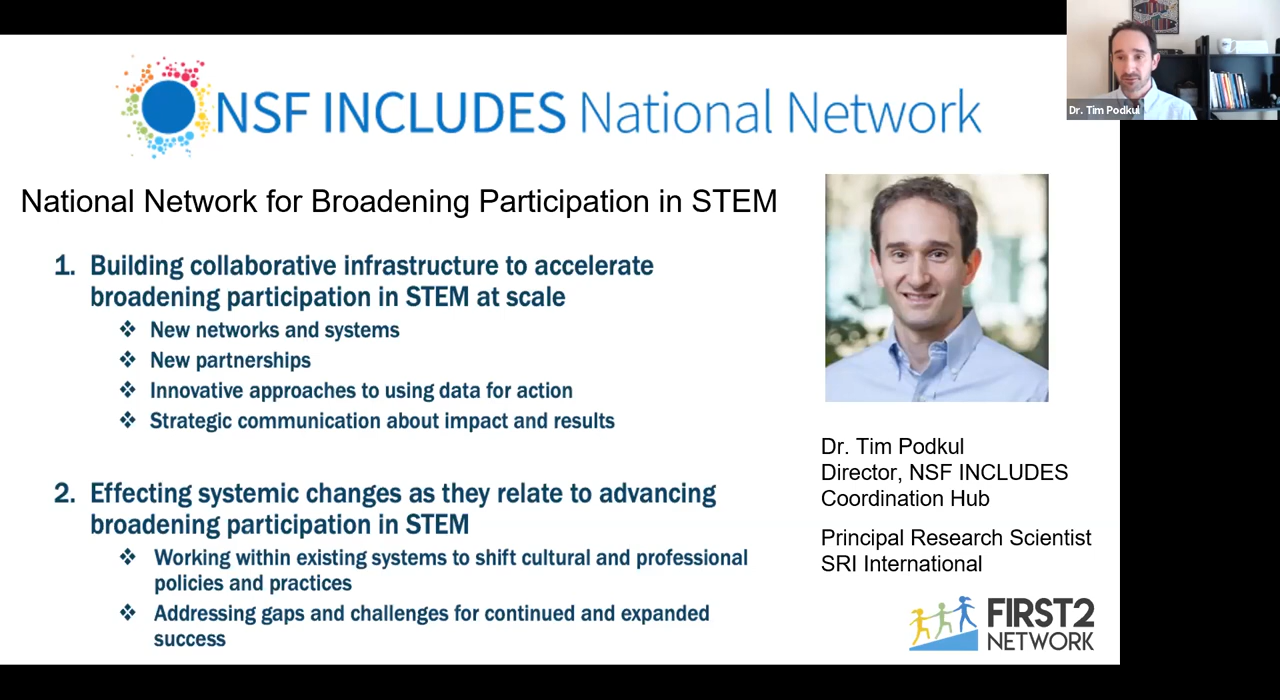 NSF INCLUDES National Network
Dr. Tim Podkul
National Network for Broadening Participation in STEM
1. Building collaborative infrastructure to accelerate
broadening participation in STEM at scale
❖ New networks and systems
❖ New partnerships
❖ Innovative approaches to using data for action
❖ Strategic communication about impact and results
2. Effecting systemic changes as they relate to advancing
broadening participation in STEM
❖ Working within existing systems to shift cultural and professional
policies and practices
❖ Addressing gaps and challenges for continued and expanded
success
Dr. Tim Podkul
Director, NSF INCLUDES
Coordination Hub
Principal Research Scientist
SRI International
FIRST2
NETWORK